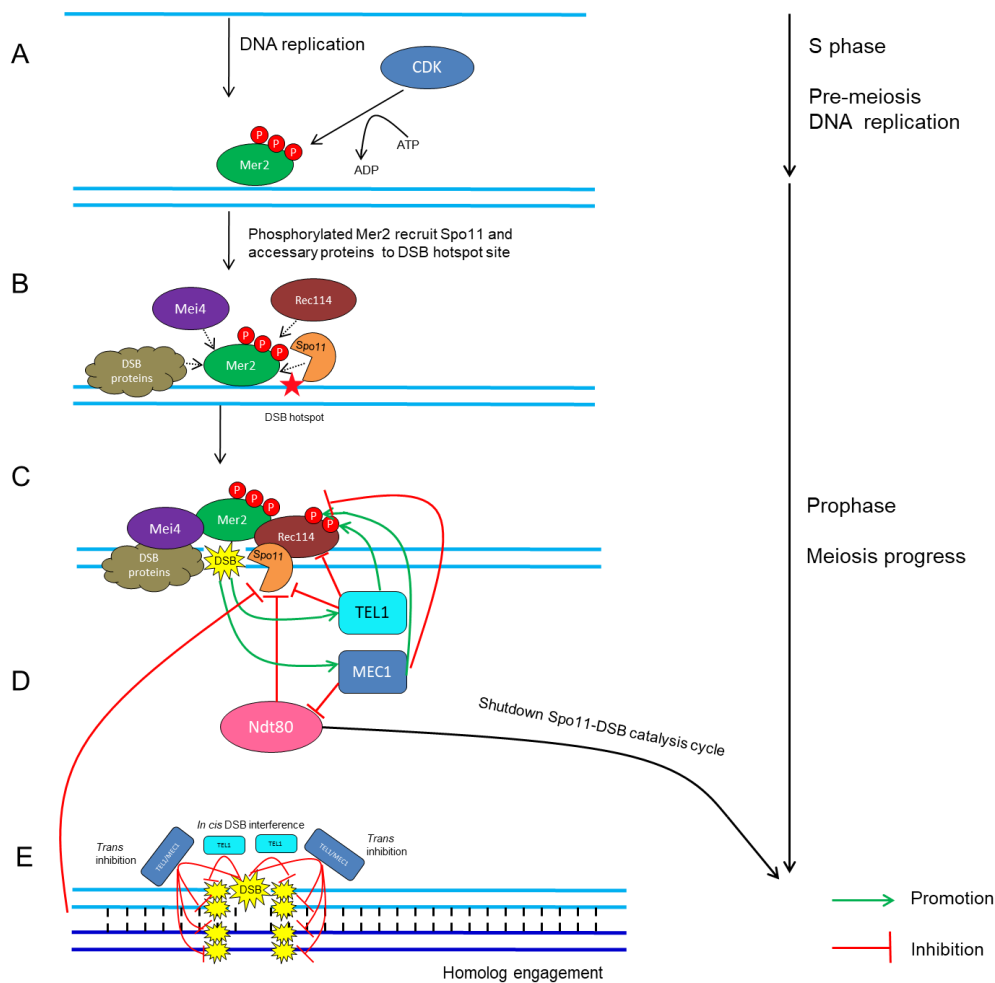 A
DNA replication
CDK
S phase
Pre-meiosis
DNA replication
P
P
P
Mer2
ATP
ADP
Phosphorylated Mer2 recruit Spo11 and
accessary proteins to DSB hotspot site
B
Mei4
Rec114
P
P
P
Spo11
Mer2
DSB
proteins
DSB hotspot
C
P
P
P
Mer2
P
P
Mei4
Rec114
Spo11
DSB
proteins
DSB
Prophase
Meiosis progress
TEL1
MEC1
D
Ndt80
Shutdown Spo11-DSB catalysis cycle
E
In cis DSB interference
Trans
inhibition
TEL1/MEC1
TEL1
TEL1
TEL1/MEC1
Trans
inhibition
DSB
Promotion
Inhibition
Homolog engagement